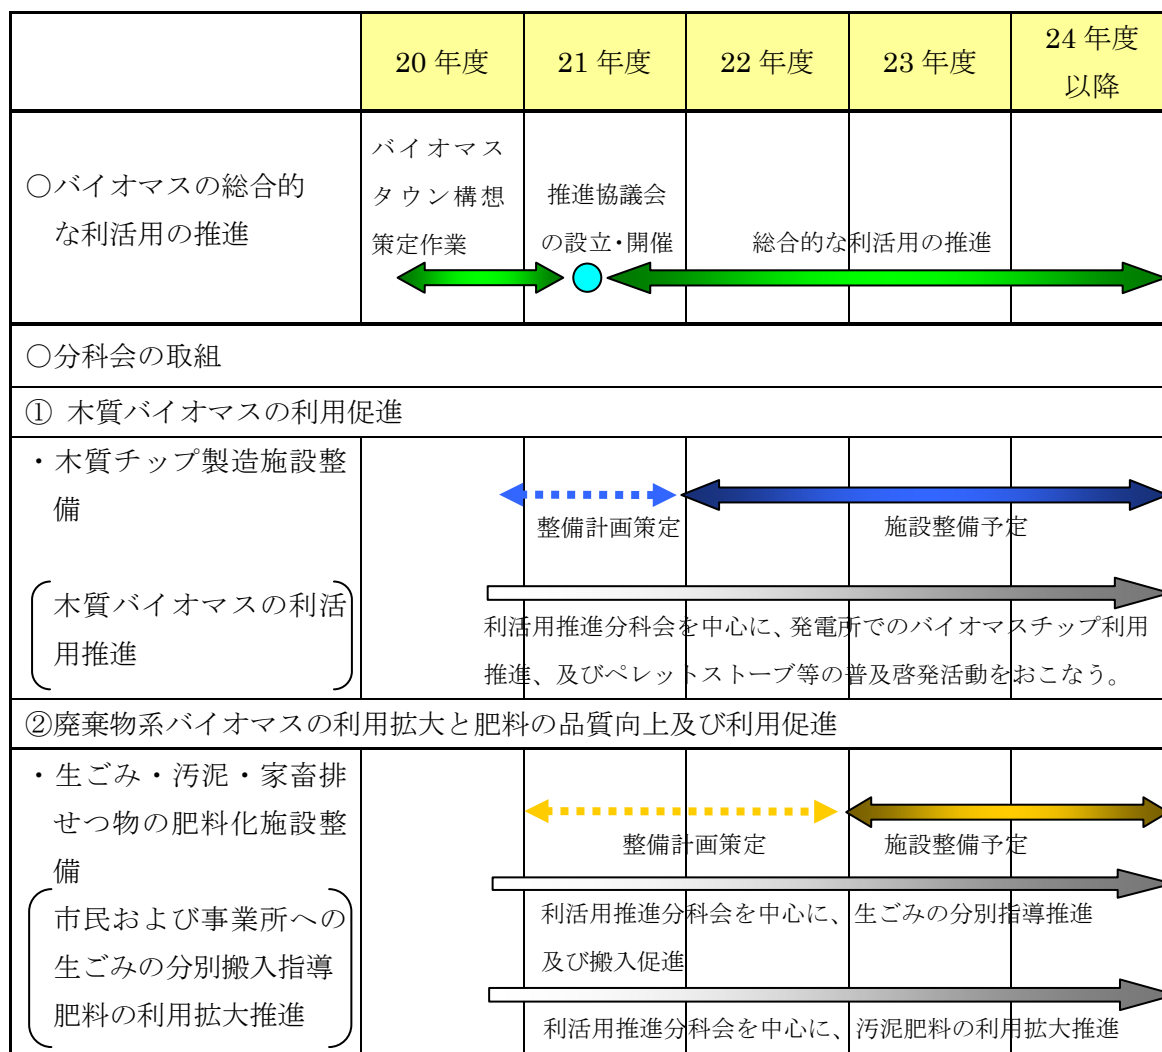 20 年度
21 年度
22 年度
23 年度
24 年度
以降
〇バイオマスの総合的
な利活用の推進
バイオマス
タウン構想
策定作業
推進協議会
の設立・開催
総合的な利活用の推進
〇分科会の取組
① 木質バイオマスの利用促進
・木質チップ製造施設整
備
整備計画策定
施設整備予定
木質バイオマスの利活
用推進
利活用推進分科会を中心に、発電所でのバイオマスチップ利用
推進、及びペレットストーブ等の普及啓発活動をおこなう。
②廃棄物系バイオマスの利用拡大と肥料の品質向上及び利用促進
・生ごみ・汚泥・家畜排
せつ物の肥料化施設整
備
整備計画策定
施設整備予定
市民および事業所への
生ごみの分別搬入指導
肥料の利用拡大推進
利活用推進分科会を中心に、生ごみの分別指導推進
及び搬入促進
利活用推進分科会を中心に、汚泥肥料の利用拡大推進